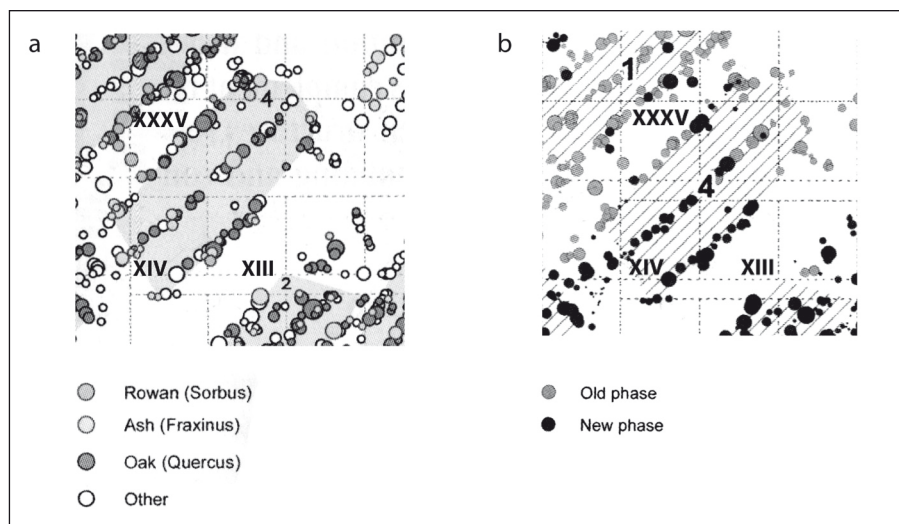 a
4
XXXV
XIV
XIII
2
Rowan (Sorbus)
Ash (Fraxinus)
Oak (Quercus)
Other
b
1
XXXV
4
XIV
XIII
Old phase
New phase